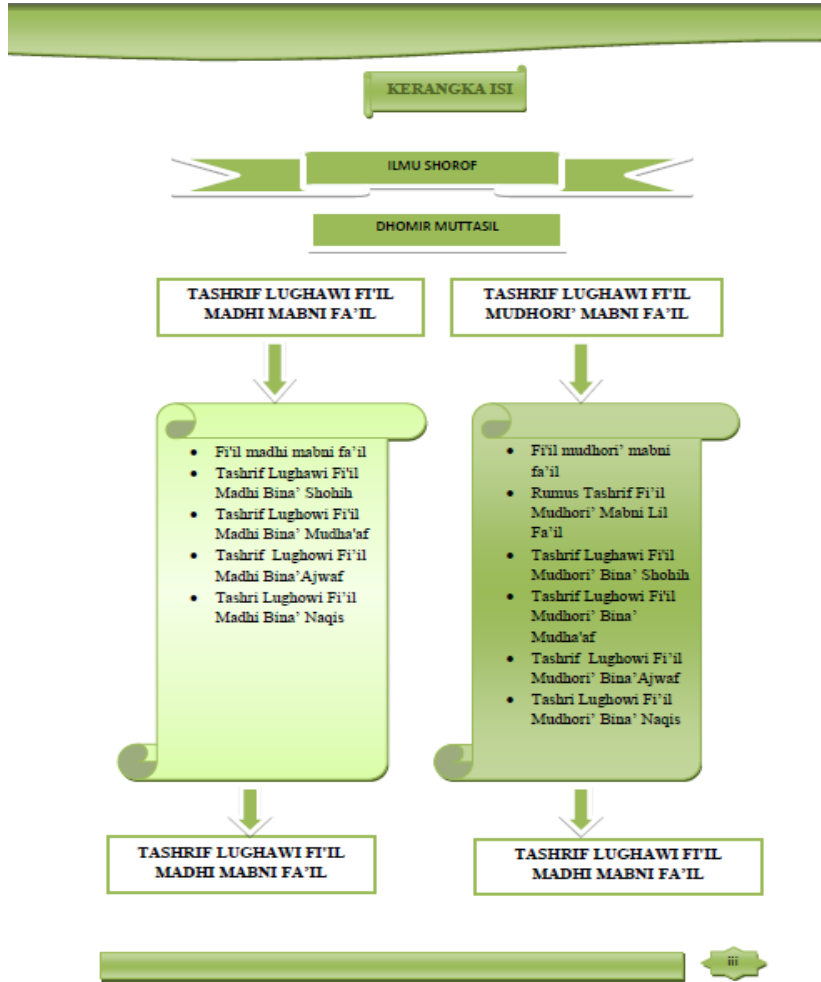 KERANGKA ISI
ILMU SHOROF
DHOMIR MUTTASIL
TASHRIF LUGHAWI FI'IL
MADHI MABNI FA’IL
TASHRIF LUGHAWI FI'IL
MUDHORI’ MABNI FA’IL
• Fi'il madhi mabni fa’il
• Tashrif Lughawi Fi'il
Madhi Bina’ Shohih
• Tashrif Lughowi Fi'il
Madhi Bina’ Mudha'af
• Tashrif Lughowi Fi’il
Madhi Bina’Ajwaf
• Tashri Lughowi Fi’il
Madhi Bina’ Naqis
• Fi'il mudhori’ mabni
fa’il
• Rumus Tashrif Fi’il
Mudhori’ Mabni Lil
Fa’il
• Tashrif Lughawi Fi'il
Mudhori’ Bina’ Shohih
• Tashrif Lughowi Fi'il
Mudhori’ Bina’
Mudha'af
• Tashrif Lughowi Fi’il
Mudhori’ Bina’Ajwaf
• Tashri Lughowi Fi’il
Mudhori’ Bina’ Naqis
TASHRIF LUGHAWI FI'IL
MADHI MABNI FA’IL
TASHRIF LUGHAWI FI'IL
MADHI MABNI FA’IL
iii